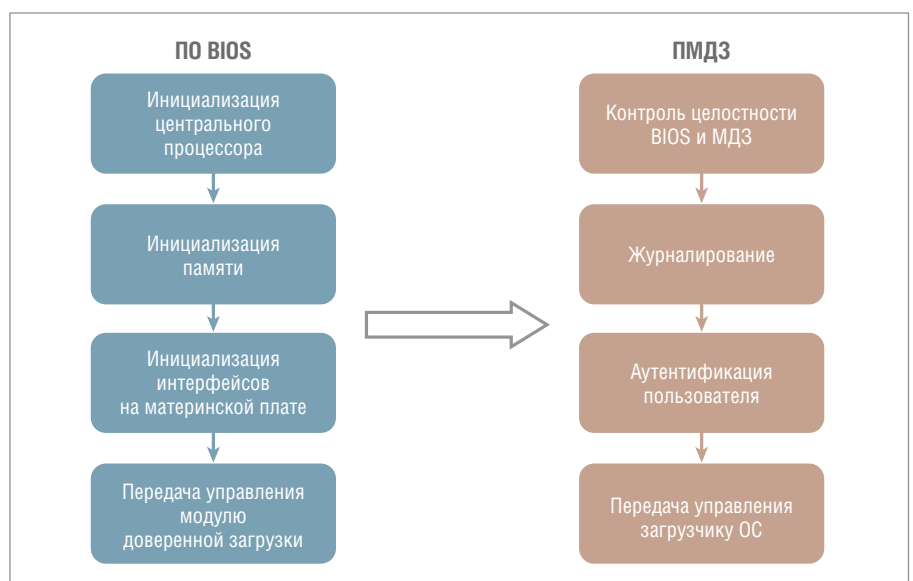 ПО BIOS
Инициализация
центрального
процессора
Инициализация
памяти
Инициализация
интерфейсов
на материнской плате
Передача управления
модулю
доверенной загрузки
ПМДЗ
Контроль целостности
BIOS и МДЗ
Журналирование
Аутентификация
пользователя
Передача управления
загрузчику ОС